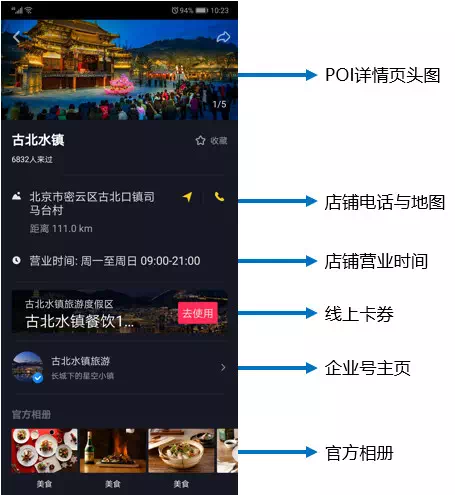 94% 10:23
1/5
POI详情页头图
古北水镇
收藏
6832人来过
北京市密云区古北口镇司
马台村
距离 111.0 km
店铺电话与地图
营业时间: 周一至周日 09:00-21:00
店铺营业时间
古北水镇旅游度假区
古北水镇餐饮1...
去使用
线上卡券
古北水镇旅游
长城下的星空小镇
企业号主页
官方相册
官方相册
美食
美食
美食